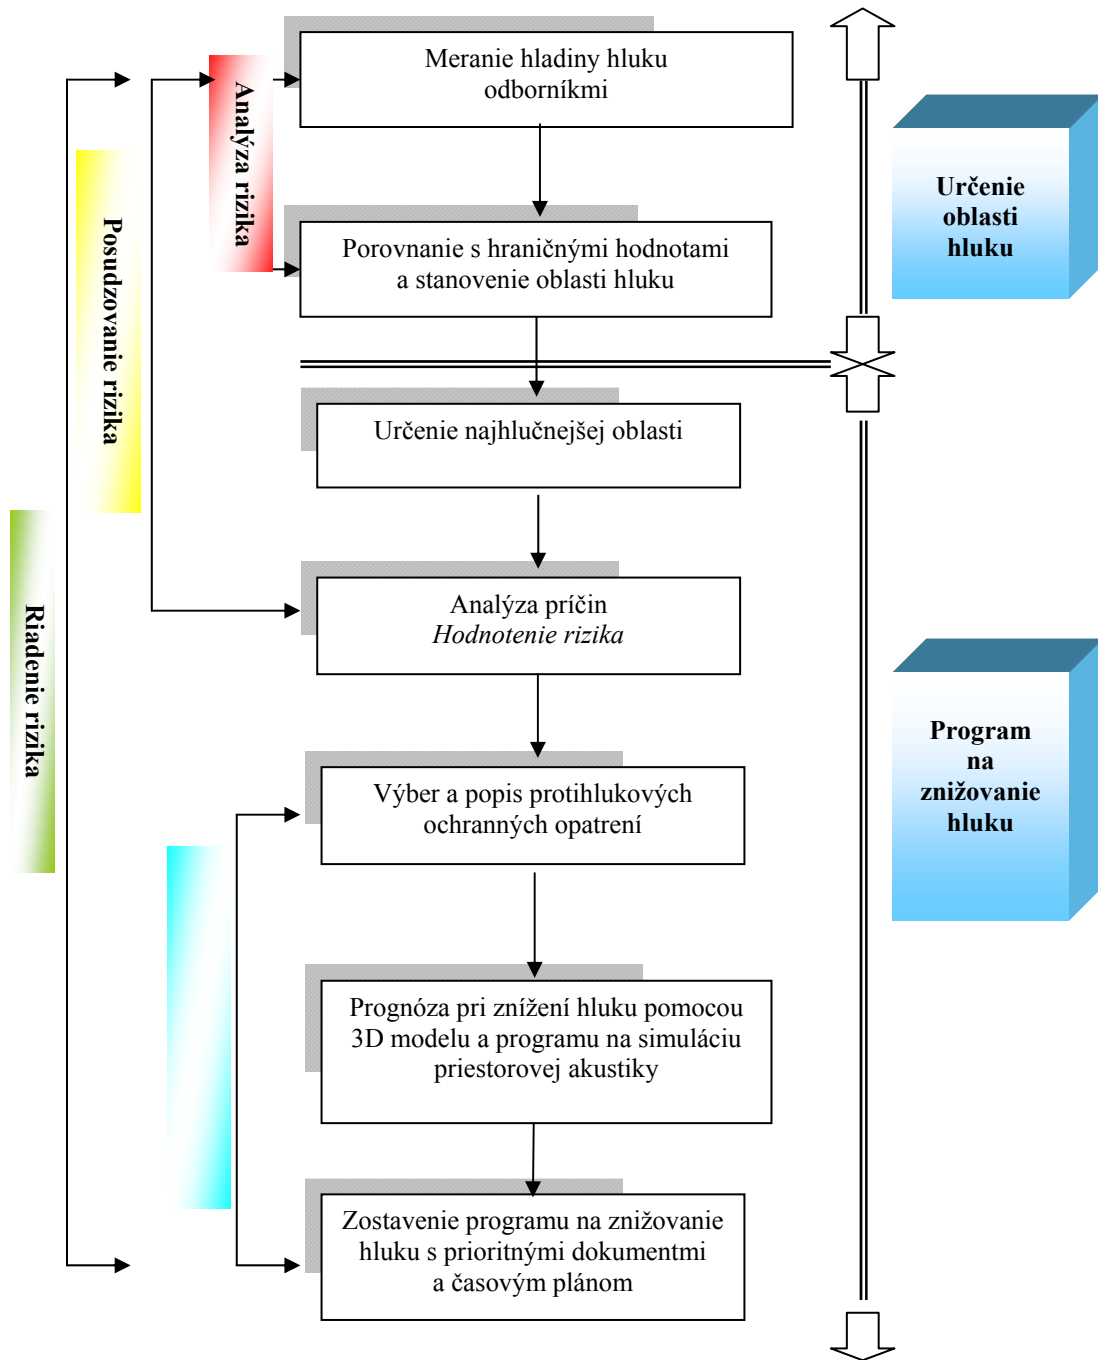 Meranie hladiny hluku
odborníkmi
Analýza rizika
Porovnanie s hraničnými hodnotami
a stanovenie oblasti hluku
Určenie
oblasti
hluku
Posudzovanie rizika
Určenie najhlučnejšej oblasti
Analýza príčin
Hodnotenie rizika
Riadenie rizika
Program
na
znižovanie
hluku
Výber a popis protihlukových
ochranných opatrení
Prognóza pri znížení hluku pomocou
3D modelu a programu na simuláciu
priestorovej akustiky
Zostavenie programu na znižovanie
hluku s prioritnými dokumentmi
a časovým plánom